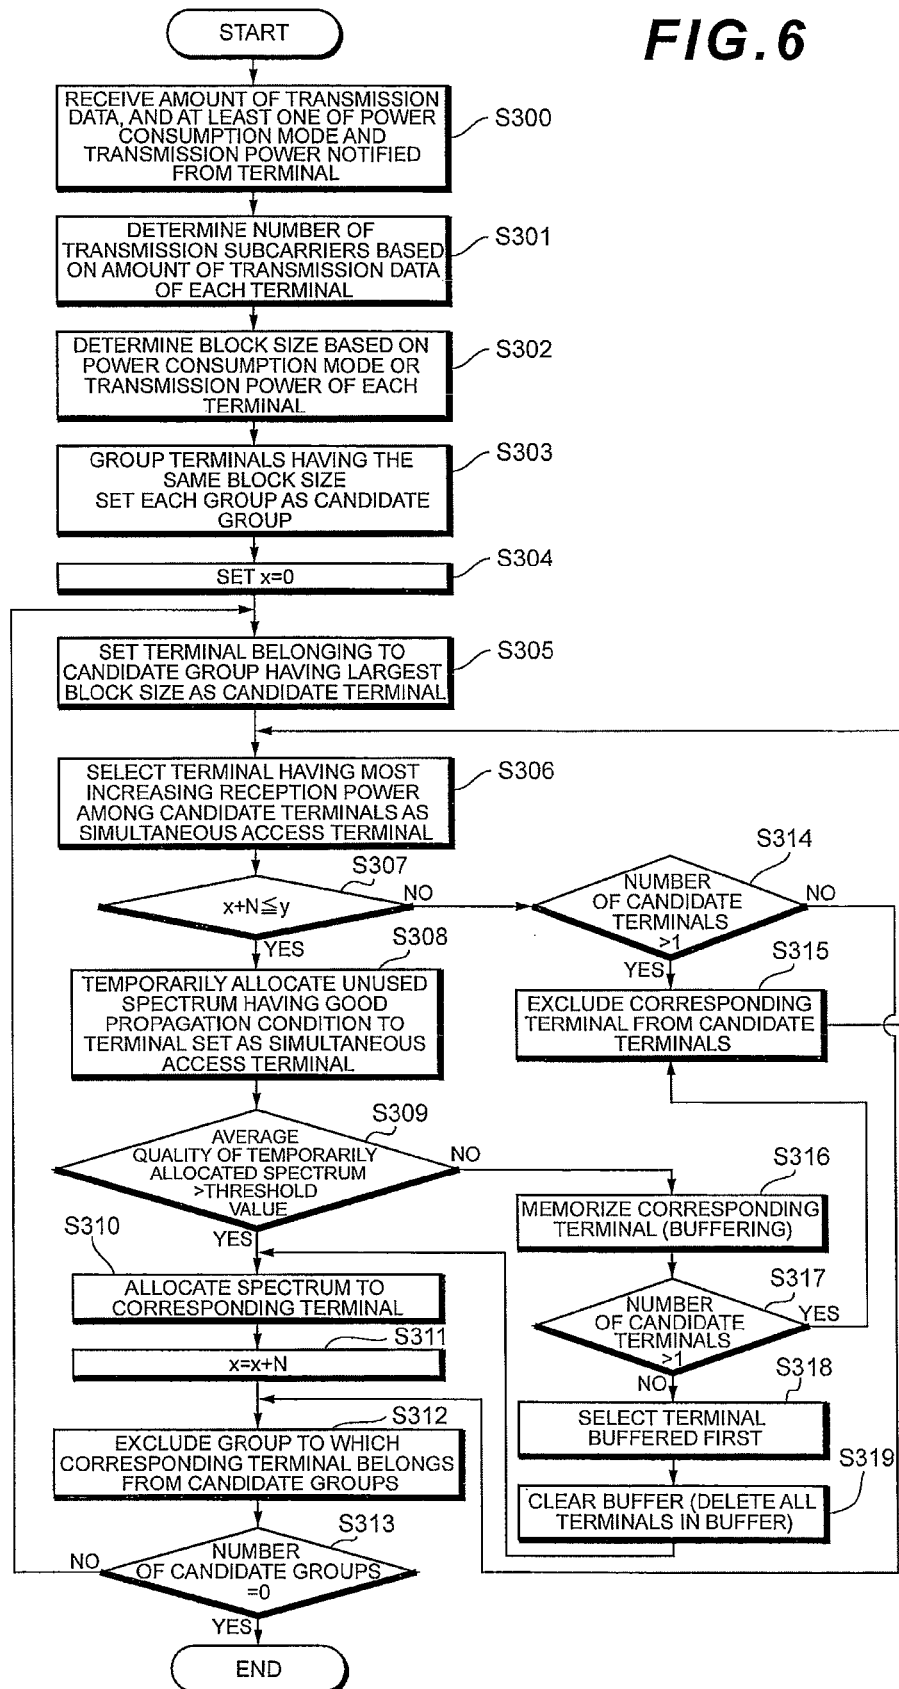 START
FIG.6
RECEIVE AMOUNT OF TRANSMISSION
DATA, AND AT LEAST ONE OF POWER
CONSUMPTION MODE AND
TRANSMISSION POWER NOTIFIED
FROM TERMINAL
S300
DETERMINE NUMBER OF
TRANSMISSION SUBCARRIERS BASED
ON AMOUNT OF TRANSMISSION DATA
OF EACH TERMINAL
S301
DETERMINE BLOCK SIZE BASED ON
POWER CONSUMPTION MODE OR
TRANSMISSION POWER OF EACH
TERMINAL
S302
GROUP TERMINALS HAVING THE
SAME BLOCK SIZE
SET EACH GROUP AS CANDIDATE
GROUP
S303
SET x=0
S304
SET TERMINAL BELONGING TO
CANDIDATE GROUP HAVING LARGEST
BLOCK SIZE AS CANDIDATE TERMINAL
S305
SELECT TERMINAL HAVING MOST
INCREASING RECEPTION POWER
AMONG CANDIDATE TERMINALS AS
SIMULTANEOUS ACCESS TERMINAL
S306
x+N≦y
S307
NO
YES
NUMBER
OF CANDIDATE
TERMINALS
>1
S314
NO
YES
TEMPORARILY ALLOCATE UNUSED
SPECTRUM HAVING GOOD
PROPAGATION CONDITION TO
TERMINAL SET AS SIMULTANEOUS
ACCESS TERMINAL
S308
EXCLUDE CORRESPONDING
TERMINAL FROM CANDIDATE
TERMINALS
S315
AVERAGE
QUALITY OF TEMPORARILY
ALLOCATED SPECTRUM
>THRESHOLD
VALUE
S309
NO
YES
MEMORIZE CORRESPONDING
TERMINAL (BUFFERING)
S316
ALLOCATE SPECTRUM TO
CORRESPONDING TERMINAL
S310
NUMBER
OF CANDIDATE
TERMINALS
>1
S317
YES
NO
x=x+N
S311
SELECT TERMINAL
BUFFERED FIRST
S318
EXCLUDE GROUP TO WHICH
CORRESPONDING TERMINAL BELONGS
FROM CANDIDATE GROUPS
S312
CLEAR BUFFER (DELETE ALL
TERMINALS IN BUFFER)
S319
NUMBER
OF CANDIDATE GROUPS
=0
S313
NO
YES
END